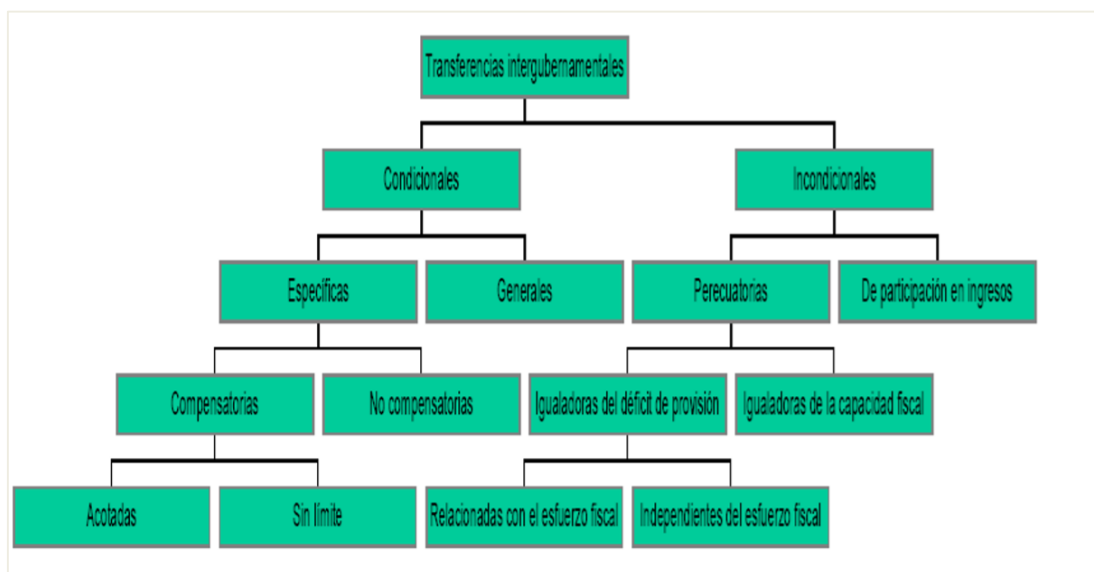 Transferencias intergubernamentales
Condicionales
Incondicionales
Específicas
Generales
Perecuatorias
De participación en ingresos
Compensatorias
No compensatorias
Igualadoras del déficit de provisión
Igualadoras de la capacidad fiscal
Acotadas
Sin límite
Relacionadas con el esfuerzo fiscal
Independientes del esfuerzo fiscal